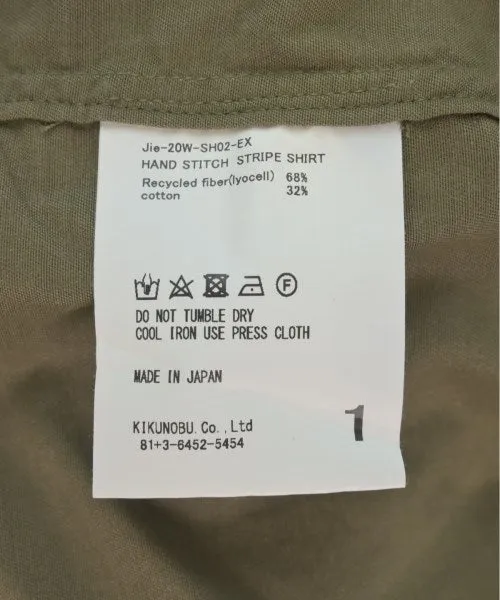 Jie-20W-SH02-EX
HAND STITCH STRIPE SHIRT
Recycled fiber(lyocell) 68%
cotton 32%
F
DO NOT TUMBLE DRY
COOL IRON USE PRESS CLOTH
MADE IN JAPAN
KIKUNOBU.Co.,Ltd
81+3-6452-5454
1